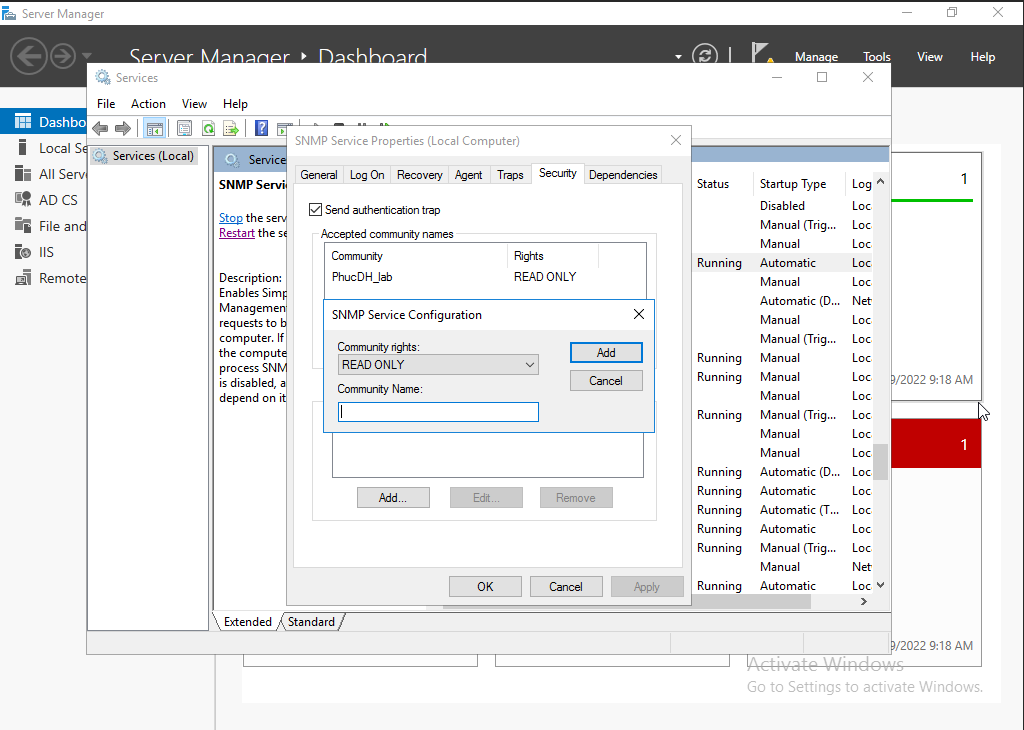 Server Manager
Server Manager • Dashboard
Manage Tools View Help
Services
File Action View Help
Dashbo
Local Se
All Serv
AD CS
File and
IIS
Remote
Services (Local)
Service
SNMP Servi
Stop the serv
Restart the se
Description:
Enables Simp
Management
requests to b
computer. If
the compute
process SNM
is disabled, a
depend on it
SNMP Service Properties (Local Computer)
General Log On Recovery Agent Traps Security Dependencies
Send authentication trap
Accepted community names
Community Rights
PhucDH_lab READ ONLY
SNMP Service Configuration
Community rights:
READ ONLY
Community Name:
Add
Cancel
Add... Edit... Remove
OK Cancel Apply
Status Startup Type Log
Disabled Loc
Manual (Trig... Loc
Manual Loc
Running Automatic Loc
Manual Loc
Automatic (D... Net
Manual Loc
Manual (Trig... Loc
Running Manual Loc
Running Manual Loc
Manual Loc
Running Manual (Trig... Loc
Manual Loc
Manual Loc
Running Automatic (D... Loc
Running Automatic Loc
Running Automatic (T... Loc
Running Automatic Loc
Running Manual (Trig... Loc
Manual Net
Running Automatic Loc
Extended Standard
1
9/2022 9:18 AM
1
9/2022 9:18 AM
Activate Windows
Go to Settings to activate Windows.